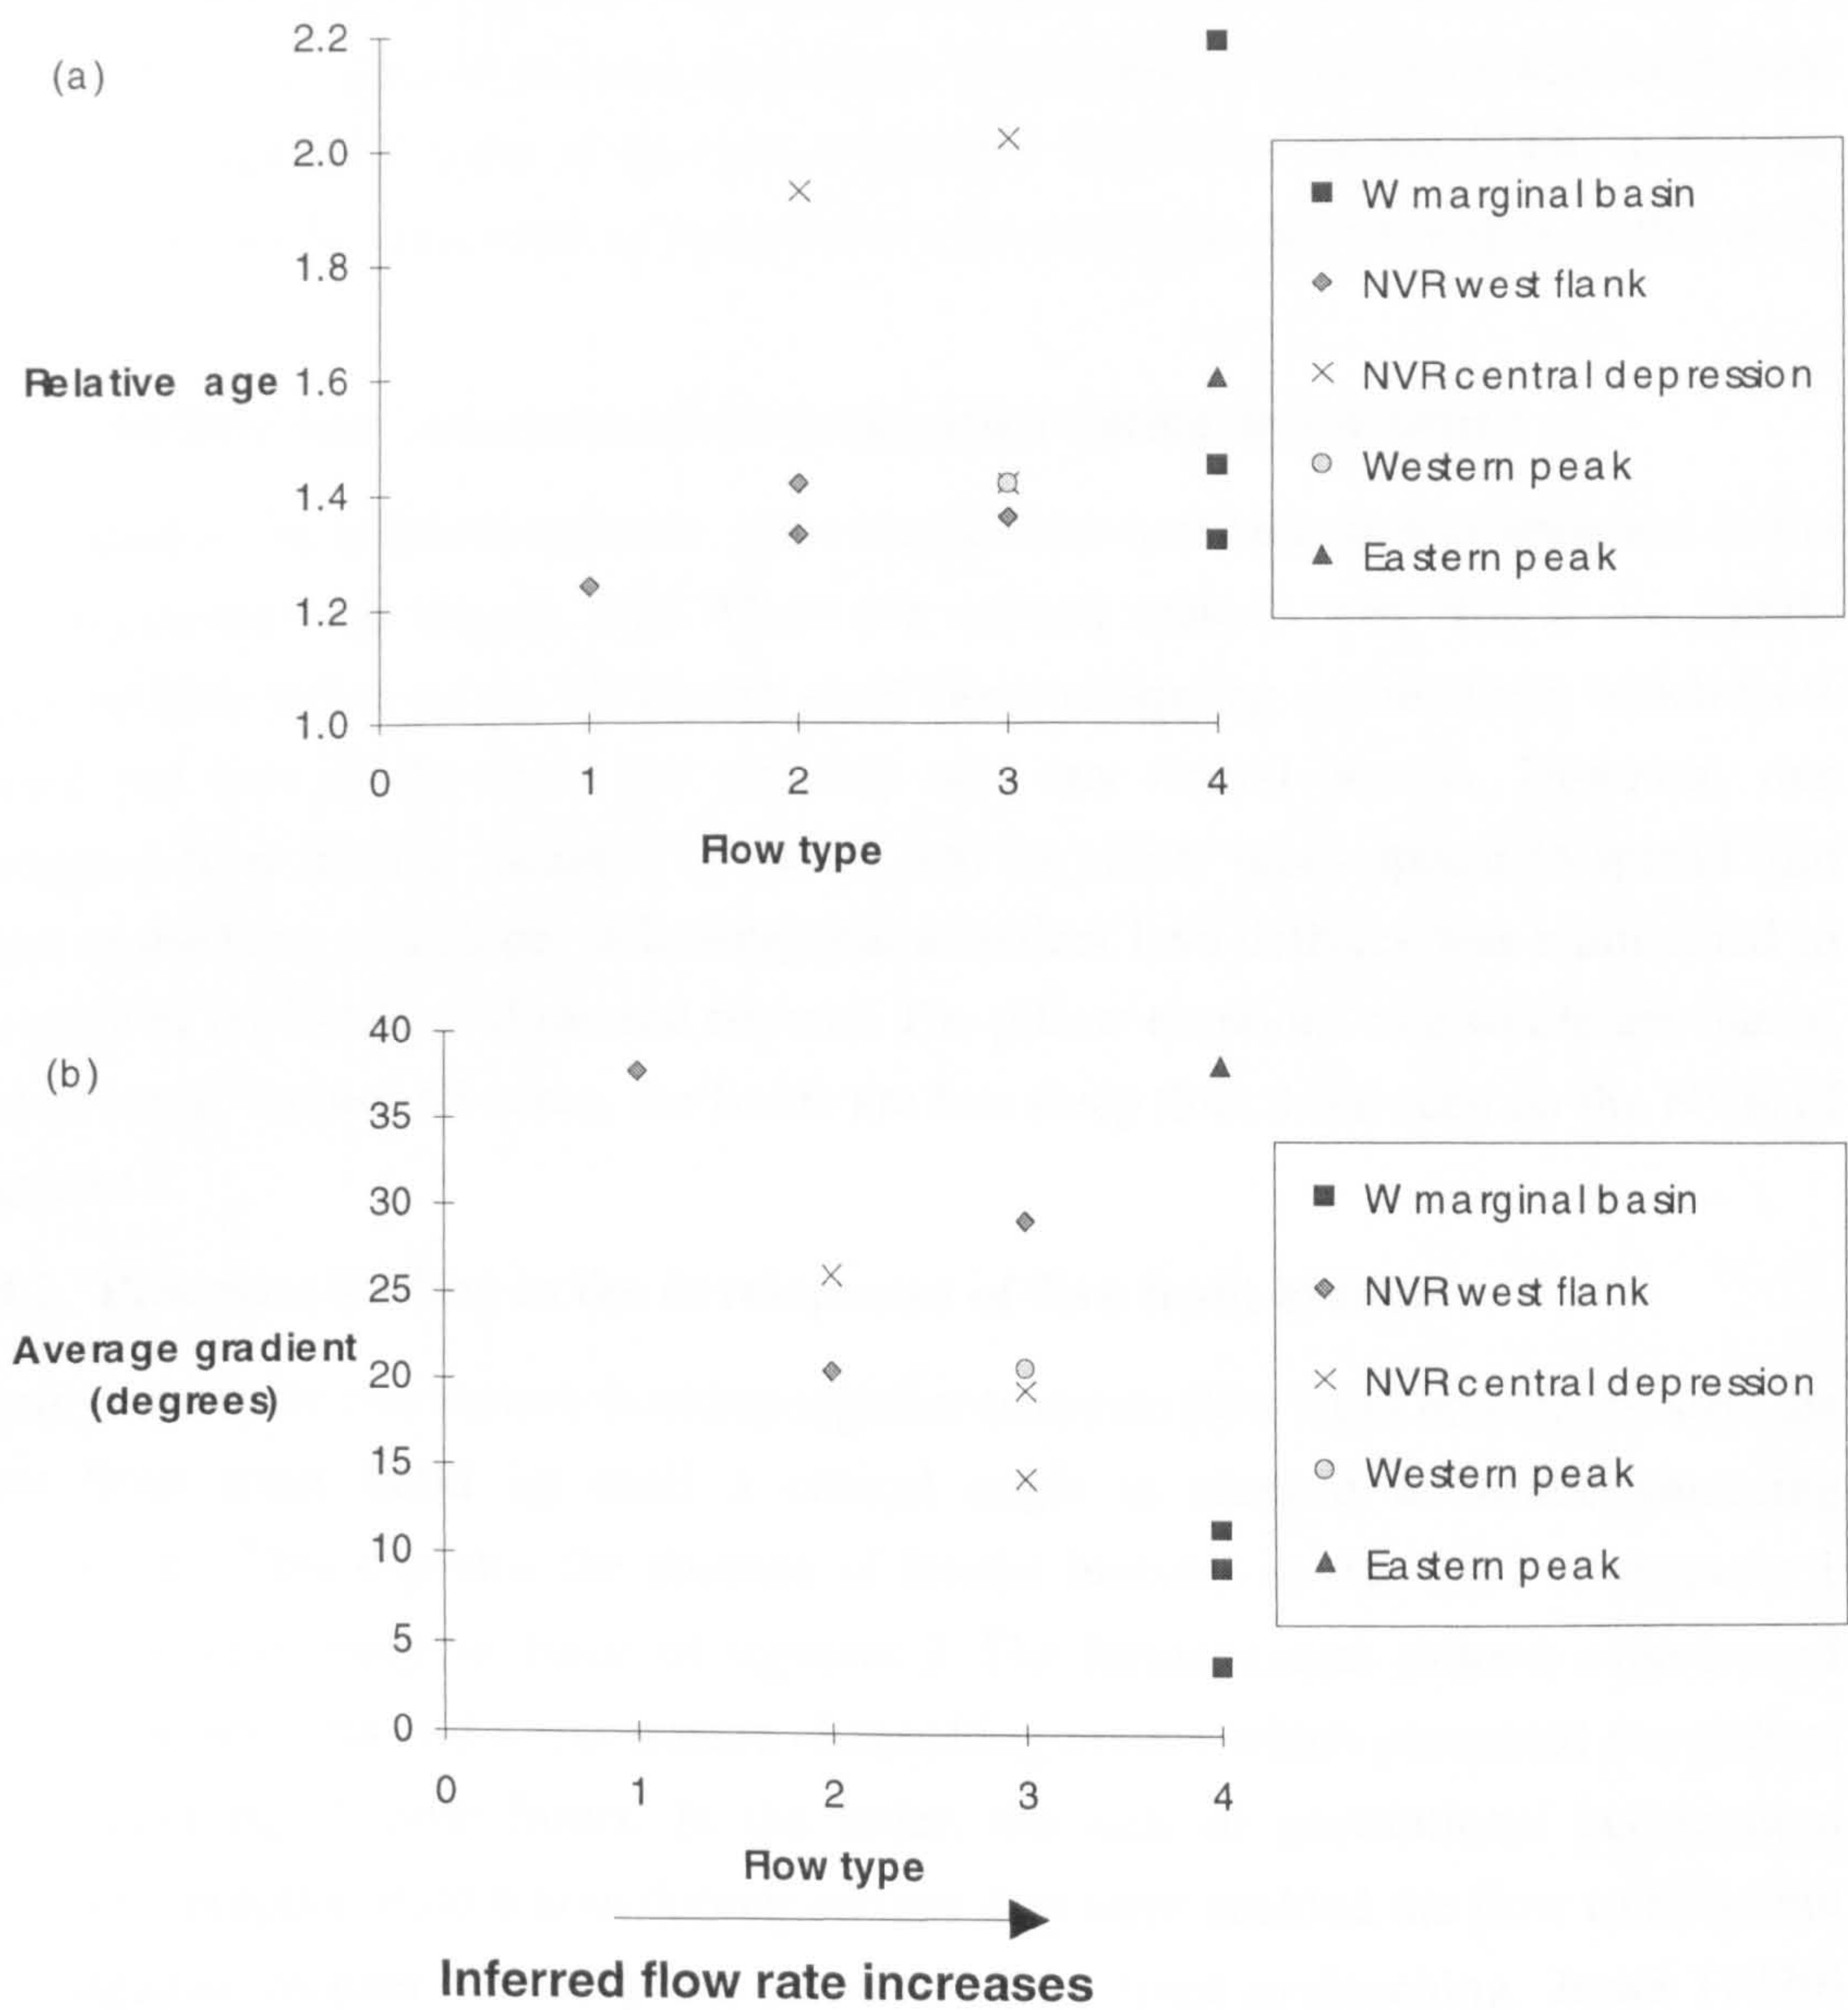 (a)
2.2
2.0
1.8
Relative age 1.6
1.4
1.2
1.0
0 1 2 3 4
Flow type
W marginal basin
NVR west flank
NVR central depression
Western peak
Eastern peak
(b)
40
35
30
25
Average gradient
(degrees)
20
15
10
5
0
0 1 2 3 4
Flow type
Inferred flow rate increases
W marginal basin
NVR west flank
NVR central depression
Western peak
Eastern peak